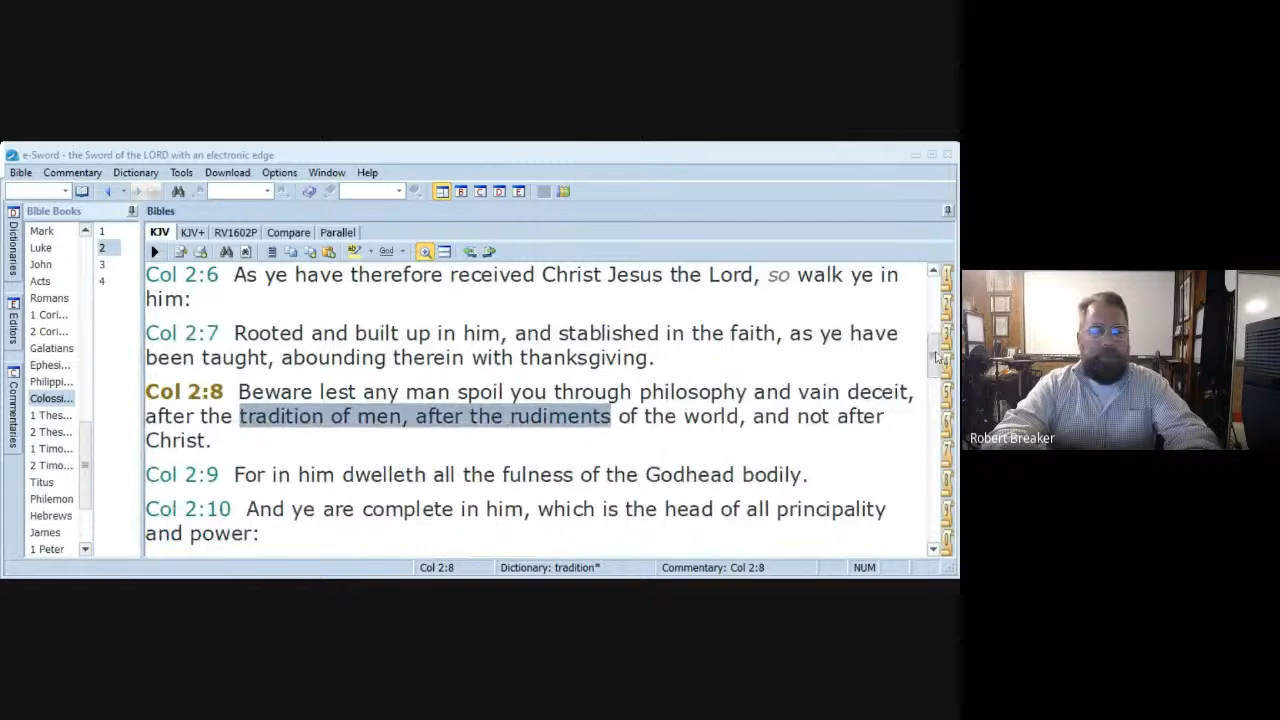 e-Sword - the Sword of the LORD with an electronic edge
Bible Commentary Dictionary Tools Download Options Window Help
Bible Books
Bibles
Dictionaries
Editors
Commentaries
Mark
Luke
John
Acts
Romans
1 Cori...
2 Cori...
Galatians
Ephesi...
Philippi...
Colossi...
1 Thes...
2 Thes...
1 Timo...
2 Timo...
Titus
Philemon
Hebrews
James
1 Peter
1
2
3
4
KJV KJV+ RV1602P Compare Parallel
God
Col 2:6 As ye have therefore received Christ Jesus the Lord, so walk ye in
him:
Col 2:7 Rooted and built up in him, and stablished in the faith, as ye have
been taught, abounding therein with thanksgiving.
Col 2:8 Beware lest any man spoil you through philosophy and vain deceit,
after the tradition of men, after the rudiments of the world, and not after
Christ.
Col 2:9 For in him dwelleth all the fulness of the Godhead bodily.
Col 2:10 And ye are complete in him, which is the head of all principality
and power:
Col 2:8 Dictionary: tradition* Commentary: Col 2:8 NUM
Robert Breaker